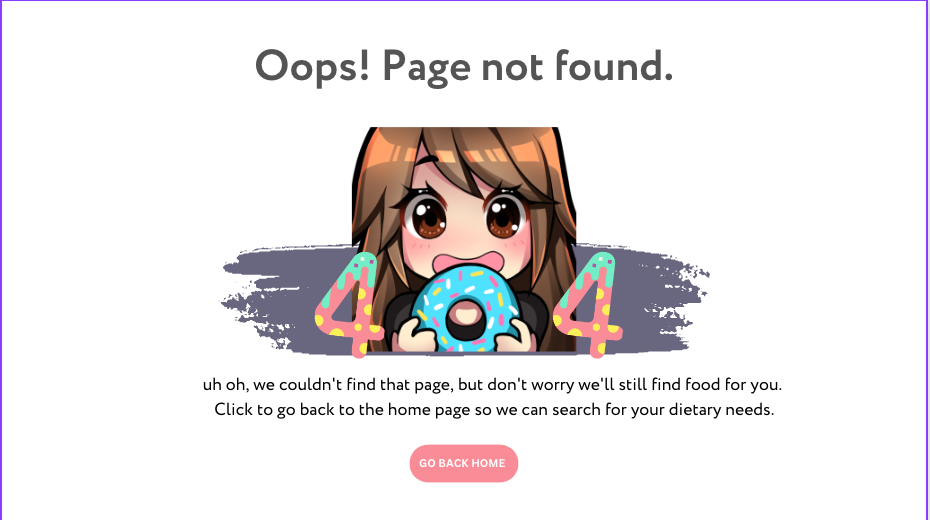 Oops! Page not found.
4 4
uh oh, we couldn't find that page, but don't worry we'll still find food for you.
Click to go back to the home page so we can search for your dietary needs.
GO BACK HOME